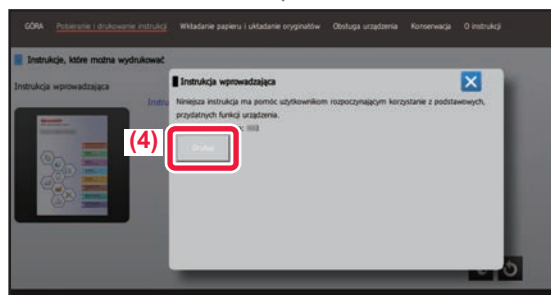 GÓRA Pobieranie i drukowanie instrukcji Wkładanie papieru i układanie oryginałów Obsługa urządzenia Konserwacja O instrukcji
Instrukcje, które można wydrukować
Instrukcja wprowadzająca
Instrukcja wprowadzająca
Niniejsza instrukcja ma pomóc użytkownikom rozpoczynającym korzystanie z podstawowych,
przydatnych funkcji urządzenia.
(4)
Drukuj